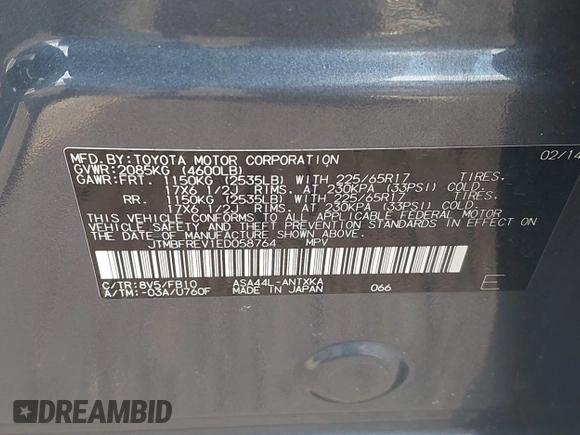 MFD.BY:TOYOTA MOTOR CORPORATION 02/14
GVWR:2085KG (4600LB)
GAWR:FRT. 1150KG (2535LB) WITH 225/65R17 TIRES.
17X6 1/2J RIMS. AT 230KPA (33PSI) COLD.
RR. 1150KG (2535LB) WITH 225/65R17 TIRES.
17X6 1/2J RIMS. AT 230KPA (33PSI) COLD.
THIS VEHICLE CONFORMS TO ALL APPLICABLE FEDERAL MOTOR
VEHICLE SAFETY STANDARDS IN EFFECT ON
THE DATE OF MANUFACTURE SHOWN ABOVE.
JTMBFREV1ED058764 MPV
C/TR:8V5/FB10 ASA44L-ANTXKA
A/TM:-03A/U760F MADE IN JAPAN 066 E
DREAMBID